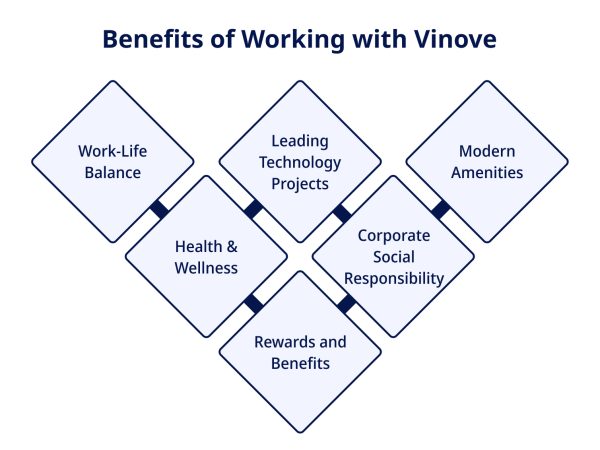 Benefits of Working with Vinove
Work-Life
Balance
Leading
Technology
Projects
Modern
Amenities
Health &
Wellness
Corporate
Social
Responsibility
Rewards and
Benefits